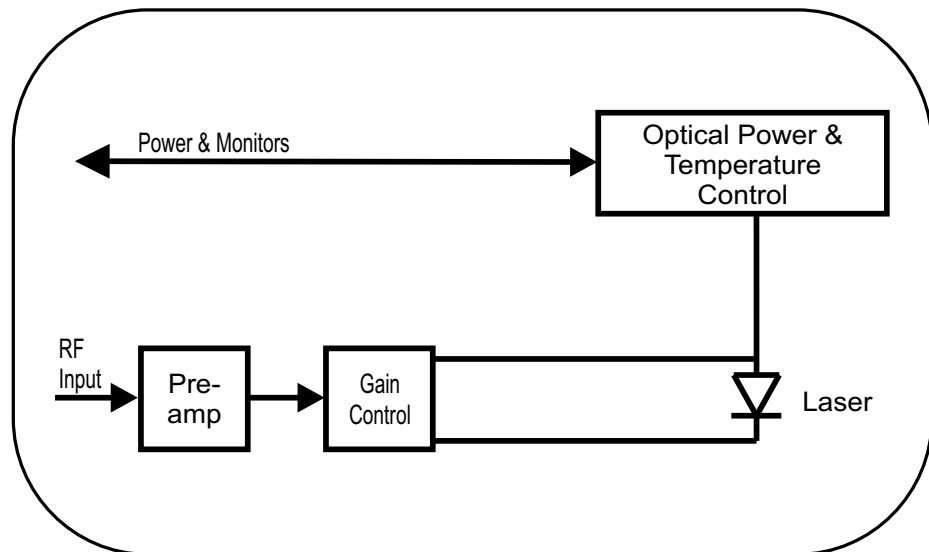 Power & Monitors
Optical Power &
Temperature
Control
RF
Input
Pre-
amp
Gain
Control
Laser